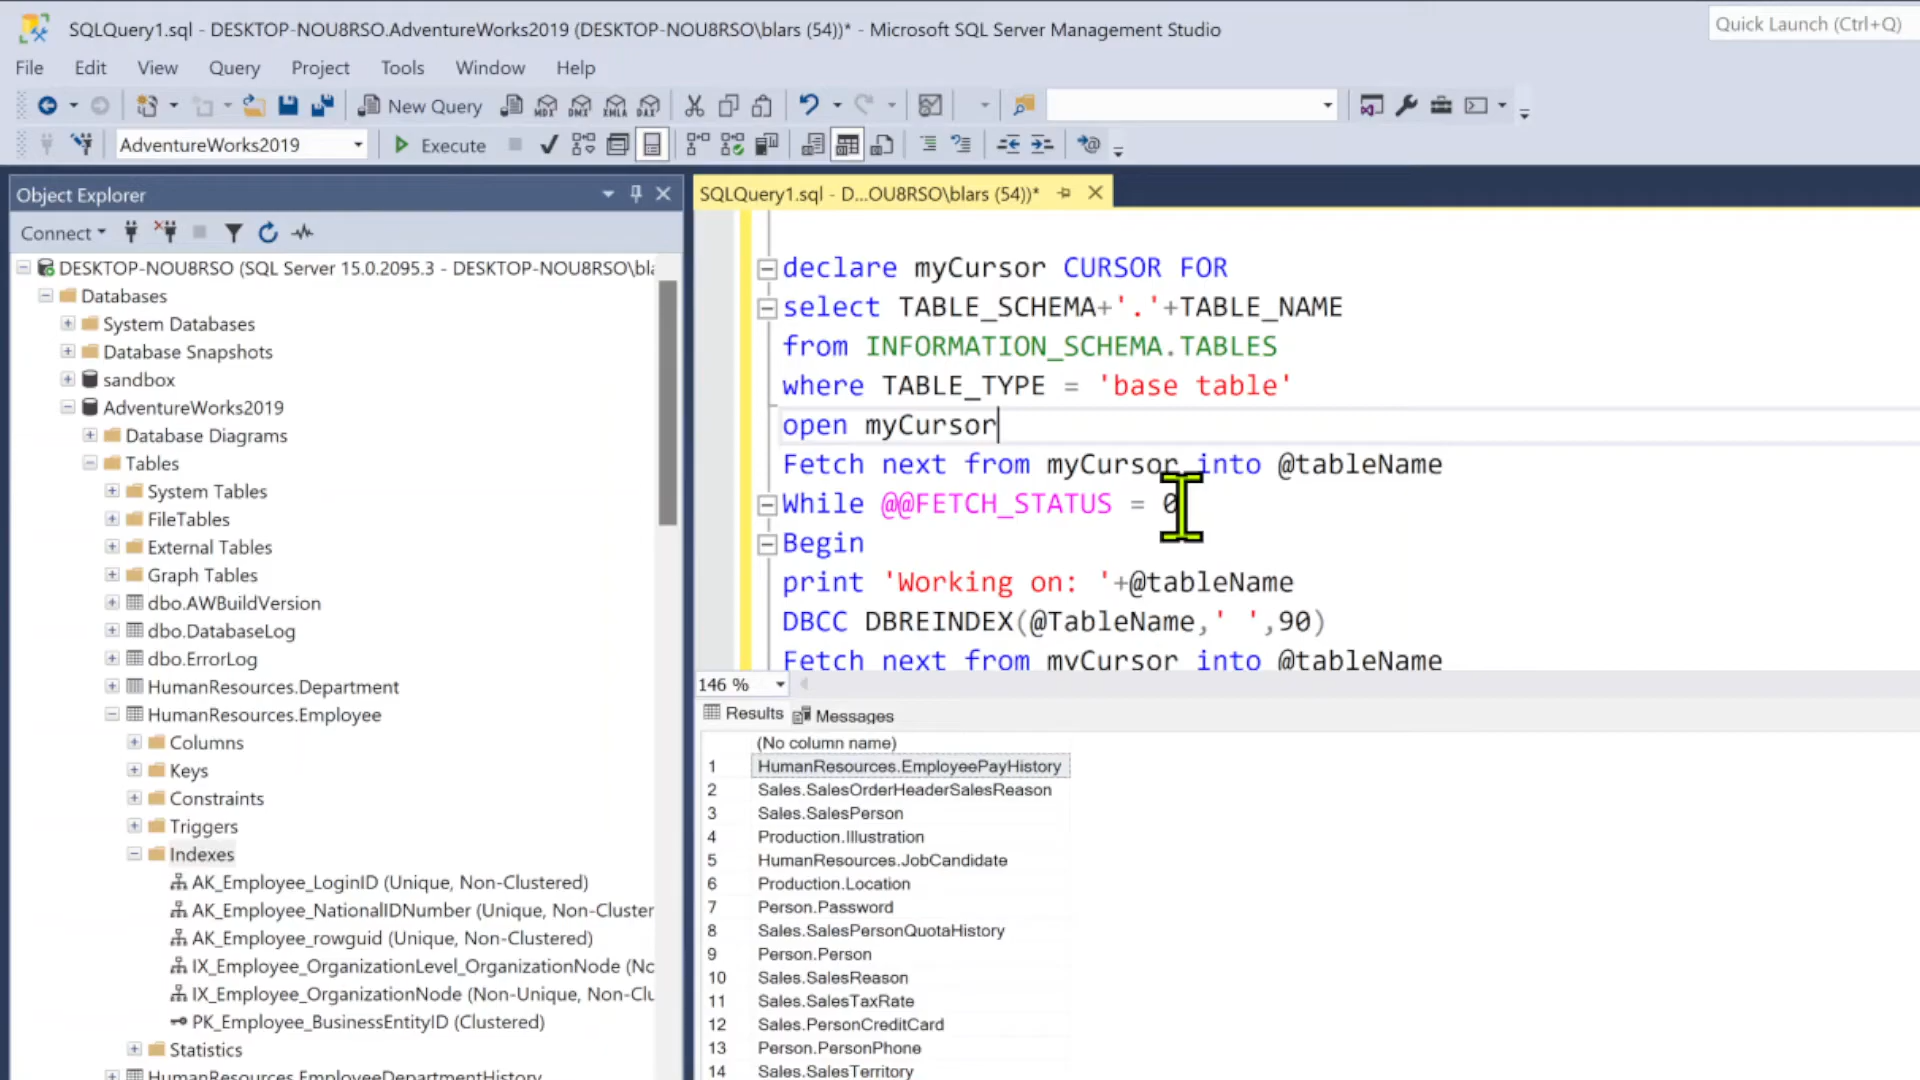 SQLQuery1.sql - DESKTOP-NOU8RSO.AdventureWorks2019 (DESKTOP-NOU8RSO\blars (54))* - Microsoft SQL Server Management Studio
Quick Launch (Ctrl+Q)
File Edit View Query Project Tools Window Help
New Query MDX DMX XMLA DAX
AdventureWorks2019 Execute
Object Explorer
Connect
DESKTOP-NOU8RSO (SQL Server 15.0.2095.3 - DESKTOP-NOU8RSO\bla
Databases
System Databases
Database Snapshots
sandbox
AdventureWorks2019
Database Diagrams
Tables
System Tables
FileTables
External Tables
Graph Tables
dbo.AWBuildVersion
dbo.DatabaseLog
dbo.ErrorLog
HumanResources.Department
HumanResources.Employee
Columns
Keys
Constraints
Triggers
Indexes
AK_Employee_LoginID (Unique, Non-Clustered)
AK_Employee_NationalIDNumber (Unique, Non-Cluster
AK_Employee_rowguid (Unique, Non-Clustered)
IX_Employee_OrganizationLevel_OrganizationNode (Nc
IX_Employee_OrganizationNode (Non-Unique, Non-Clu
PK_Employee_BusinessEntityID (Clustered)
Statistics
HumanResources.EmployeeDepartmentHistory
SQLQuery1.sql - D...OU8RSO\blars (54))*
declare myCursor CURSOR FOR
select TABLE_SCHEMA+'.'+TABLE_NAME
from INFORMATION_SCHEMA.TABLES
where TABLE_TYPE = 'base table'
open myCursor
Fetch next from myCursor into @tableName
While @@FETCH_STATUS = 0
Begin
print 'Working on: '+@tableName
DBCC DBREINDEX(@TableName,' ',90)
Fetch next from myCursor into @tableName
146 %
Results Messages
(No column name)
1 HumanResources.EmployeePayHistory
2 Sales.SalesOrderHeaderSalesReason
3 Sales.SalesPerson
4 Production.Illustration
5 HumanResources.JobCandidate
6 Production.Location
7 Person.Password
8 Sales.SalesPersonQuotaHistory
9 Person.Person
10 Sales.SalesReason
11 Sales.SalesTaxRate
12 Sales.PersonCreditCard
13 Person.PersonPhone
14 Sales.SalesTerritory